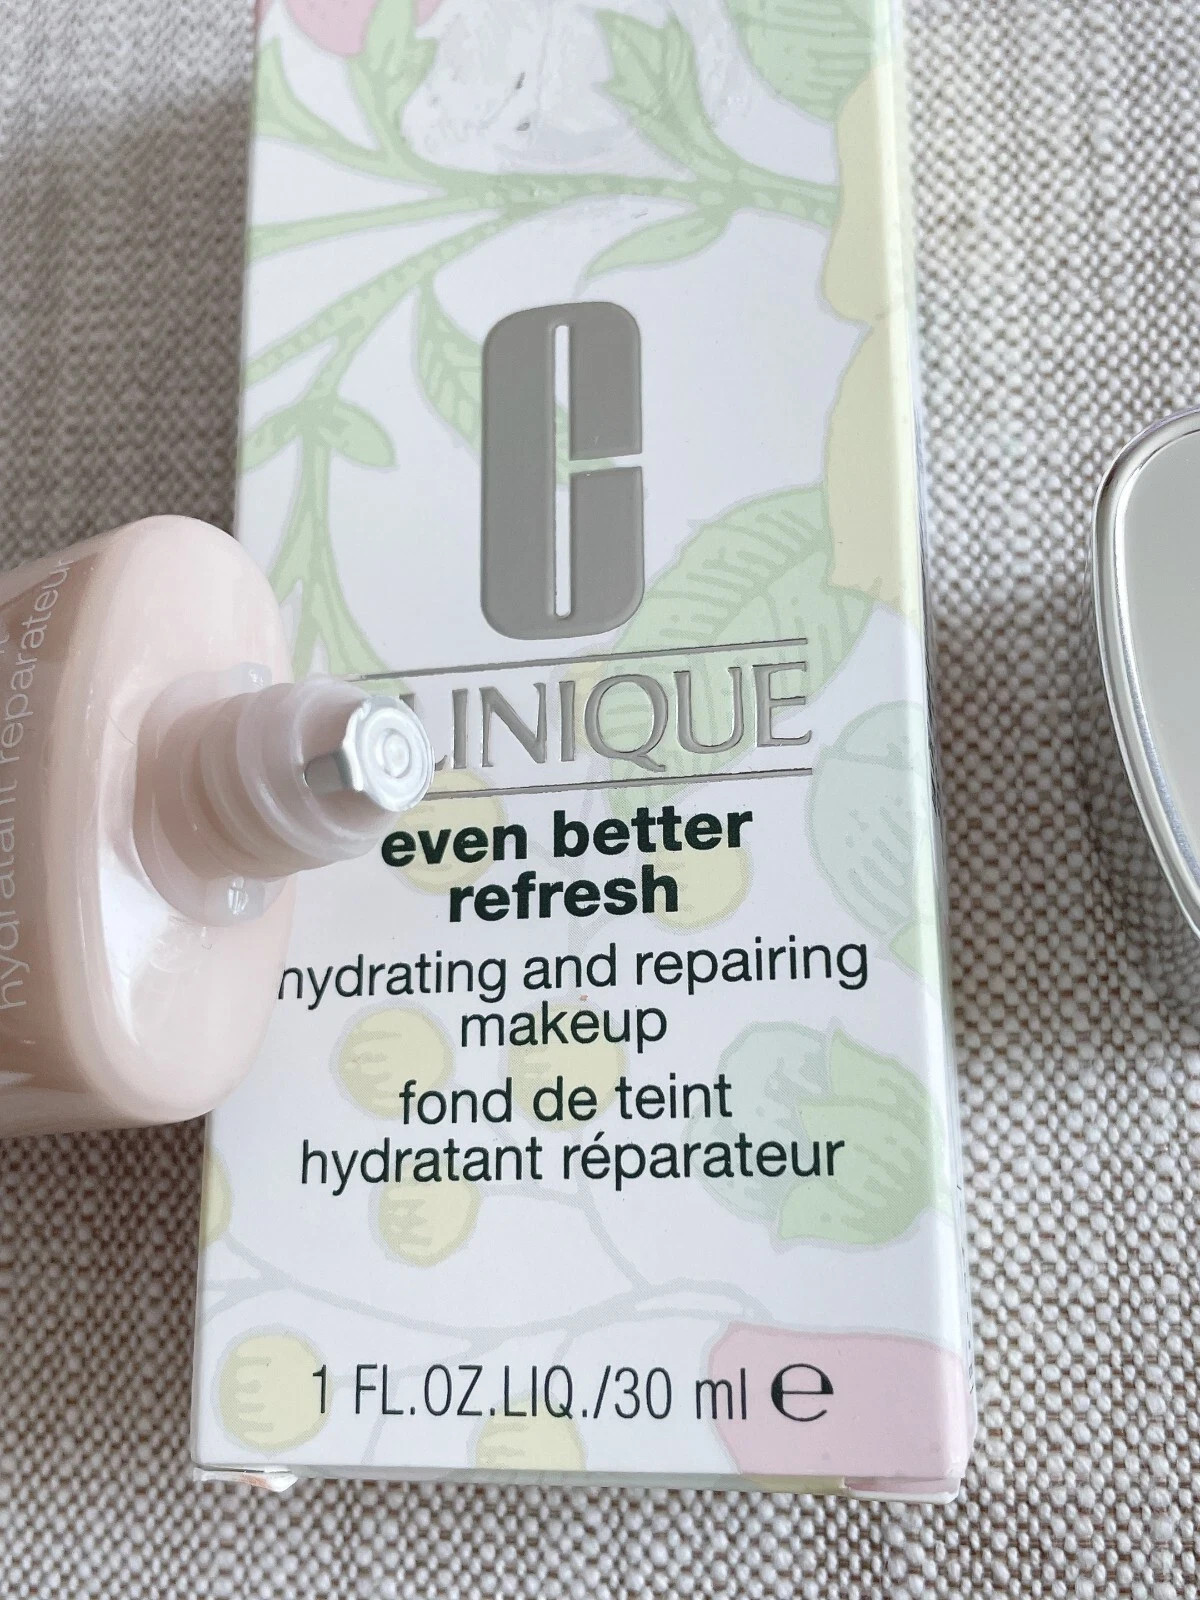 C
CLINIQUE
even better
refresh
hydrating and repairing
makeup
fond de teint
hydratant réparateur
1 FL.OZ.LIQ./30 ml ℮
hydratant réparateur